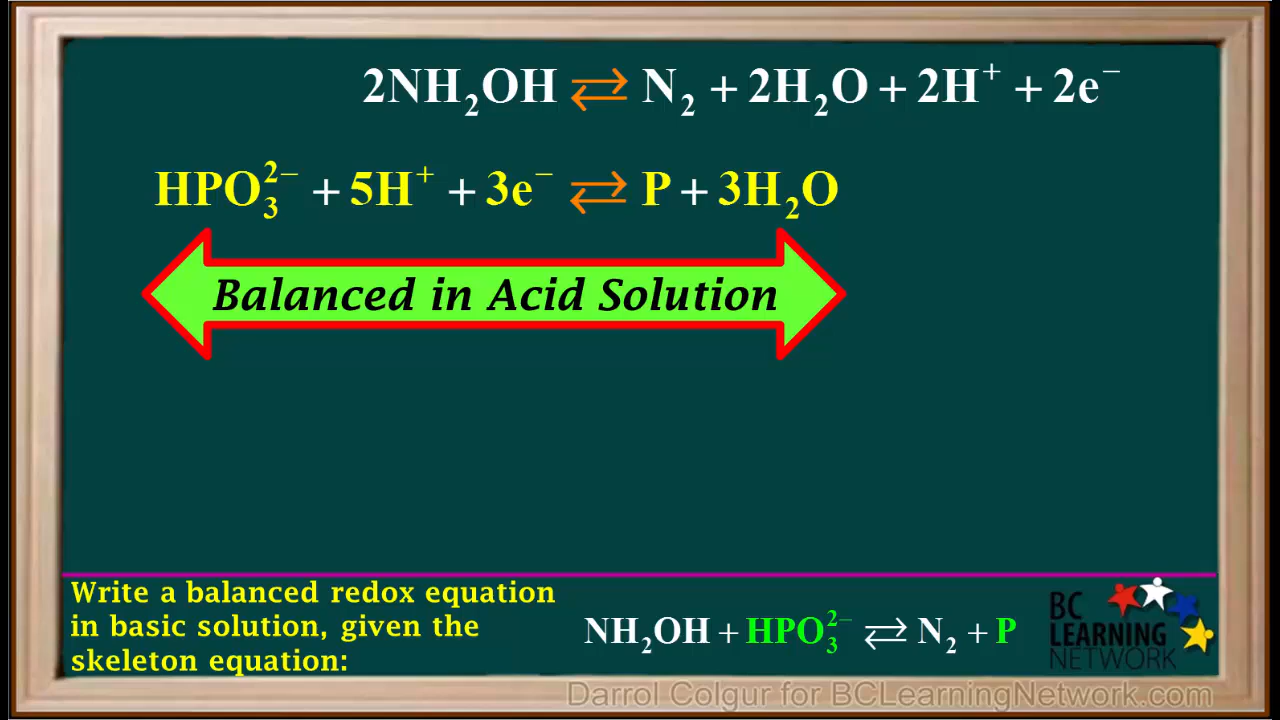 2NH₂OH ⇄ N₂ + 2H₂O + 2H⁺ + 2e⁻
HPO₃²⁻ + 5H⁺ + 3e⁻ ⇄ P + 3H₂O
Balanced in Acid Solution
Write a balanced redox equation
in basic solution, given the
skeleton equation:
NH₂OH + HPO₃²⁻ ⇄ N₂ + P
BC
LEARNING
NETWORK
Darrol Colgur for BCLearningNetwork.com